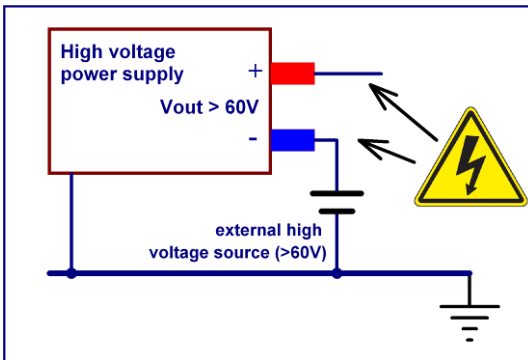 High voltage
power supply
+
Vout > 60V
-
external high
voltage source (>60V)